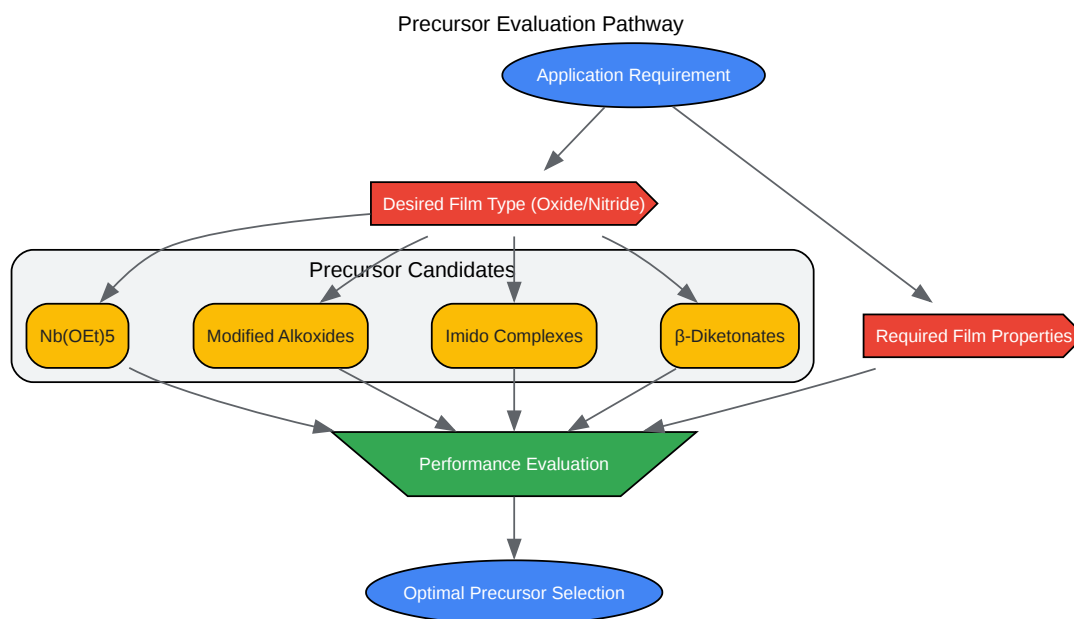 Precursor Evaluation Pathway
Application Requirement
Desired Film Type (Oxide/Nitride)
Precursor Candidates
Nb(OEt)5
Modified Alkoxides
Imido Complexes
β-Diketonates
Required Film Properties
Performance Evaluation
Optimal Precursor Selection